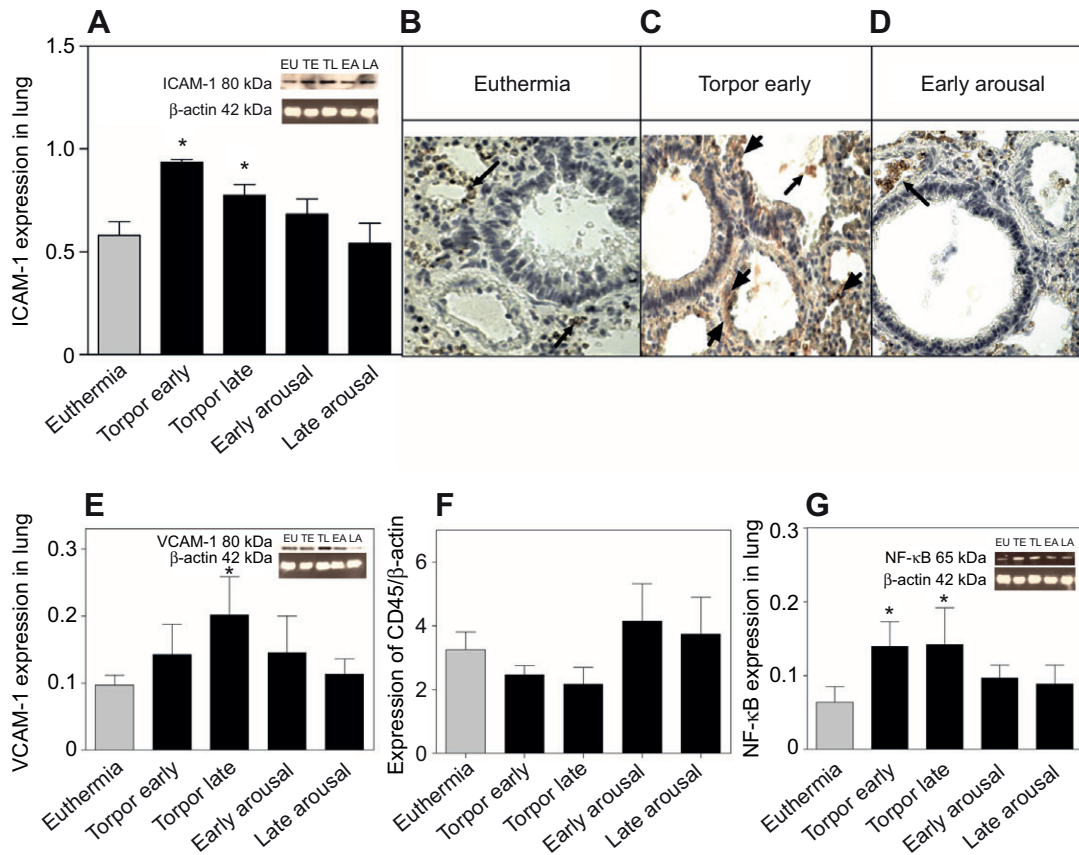 A
ICAM-1 expression in lung
1.5
1.0
0.5
0
EU TE TL EA LA
ICAM-1 80 kDa
β-actin 42 kDa
*
*
Euthermia
Torpor early
Torpor late
Early arousal
Late arousal
B
Euthermia
C
Torpor early
D
Early arousal
E
VCAM-1 expression in lung
0.3
0.2
0.1
0
EU TE TL EA LA
VCAM-1 80 kDa
β-actin 42 kDa
*
Euthermia
Torpor early
Torpor late
Early arousal
Late arousal
F
Expression of CD45/β-actin
6
4
2
0
Euthermia
Torpor early
Torpor late
Early arousal
Late arousal
G
NF-κB expression in lung
0.3
0.2
0.1
0
EU TE TL EA LA
NF-κB 65 kDa
β-actin 42 kDa
*
*
Euthermia
Torpor early
Torpor late
Early arousal
Late arousal